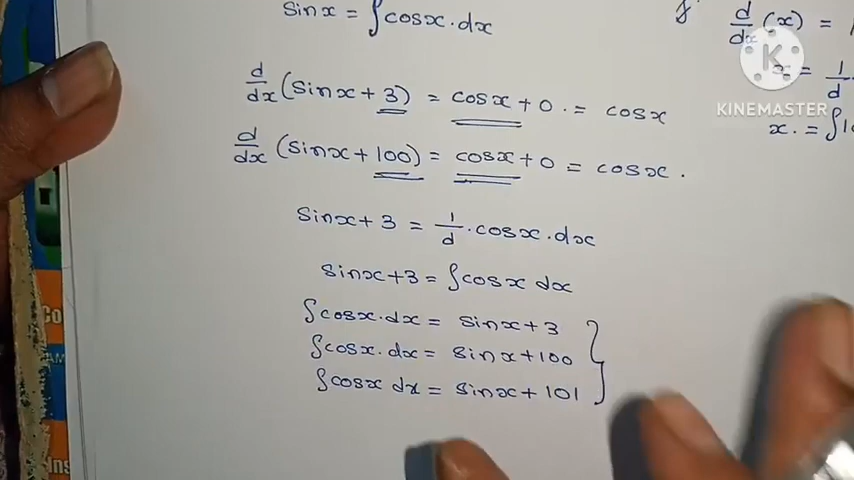 sinx = ∫cosx.dx
d/dx (x) =
d/dx (sinx + 3) = cosx + 0 . = cosx
KINEMASTER
d/dx (sinx + 100) = cosx + 0 = cosx .
sinx + 3 = 1/d . cosx . dx
sinx + 3 = ∫cosx dx
∫cosx.dx = sinx + 3
∫cosx.dx = sinx + 100
∫cosx dx = sinx + 101